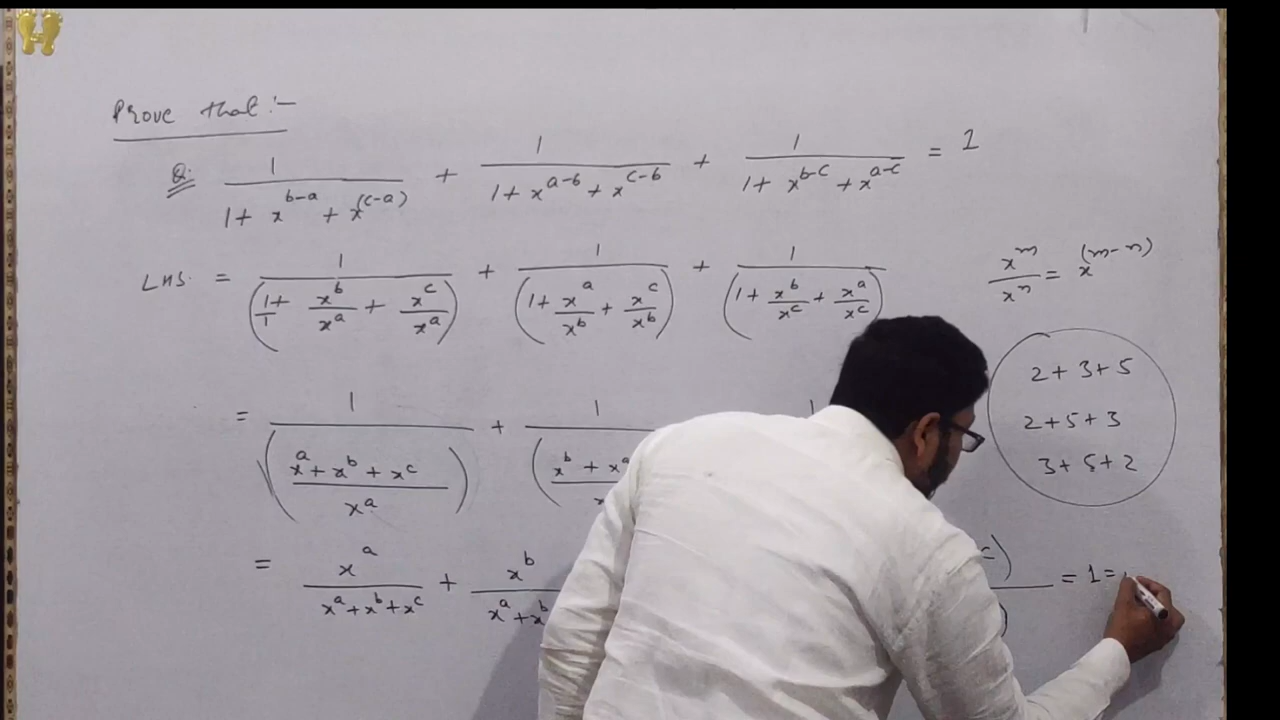 Prove that :-
Q: 1/(1 + x^(b-a) + x^((c-a))) + 1/(1 + x^(a-b) + x^(c-b)) + 1/(1 + x^(b-c) + x^(a-c)) = 1
LHS. = 1/(1/1 + x^b/x^a + x^c/x^a) + 1/(1 + x^a/x^b + x^c/x^b) + 1/(1 + x^b/x^c + x^a/x^c)
x^m/x^n = x^((m-n))
2 + 3 + 5
2 + 5 + 3
3 + 5 + 2
= 1/((x^a + x^b + x^c)/x^a) + 1/((x^b + x^a
= x^a/(x^a + x^b + x^c) + x^b/(x^a + x^b
= 1 =